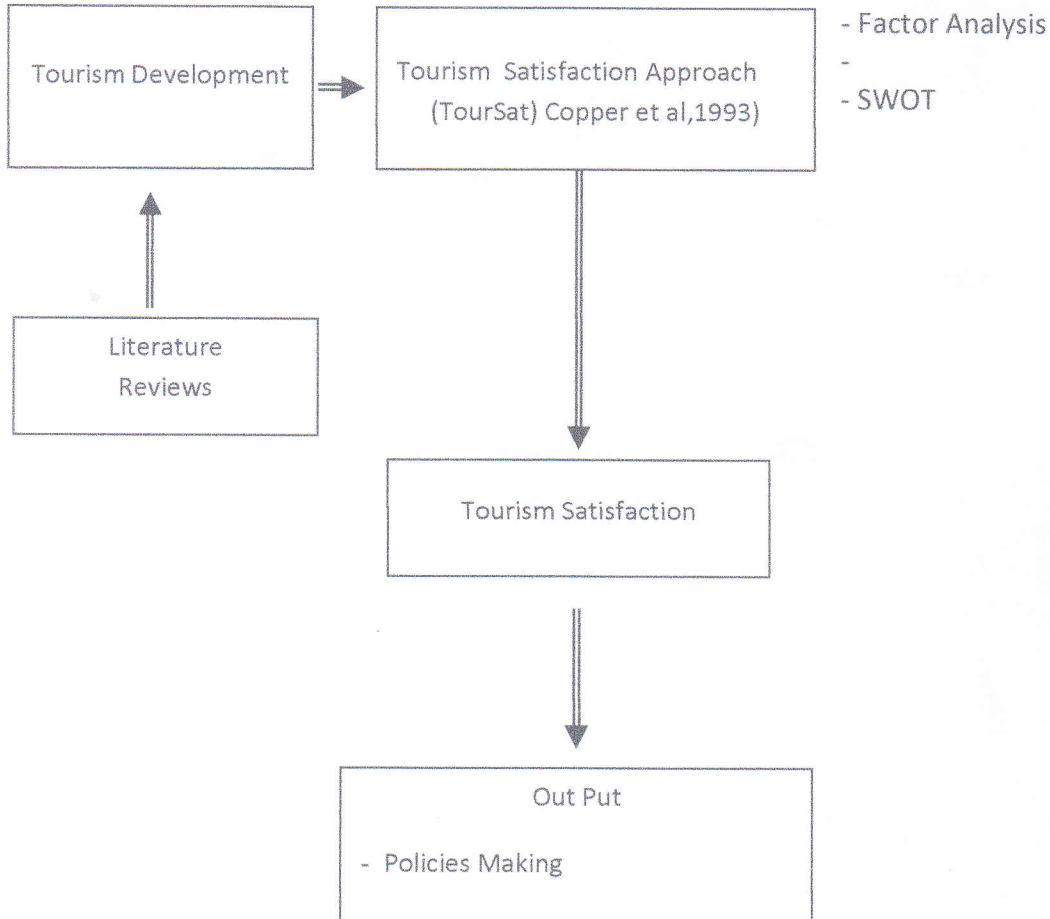 Tourism Development
Tourism Satisfaction Approach
(TourSat) Copper et al,1993)
- Factor Analysis
-
- SWOT
Literature
Reviews
Tourism Satisfaction
Out Put
- Policies Making